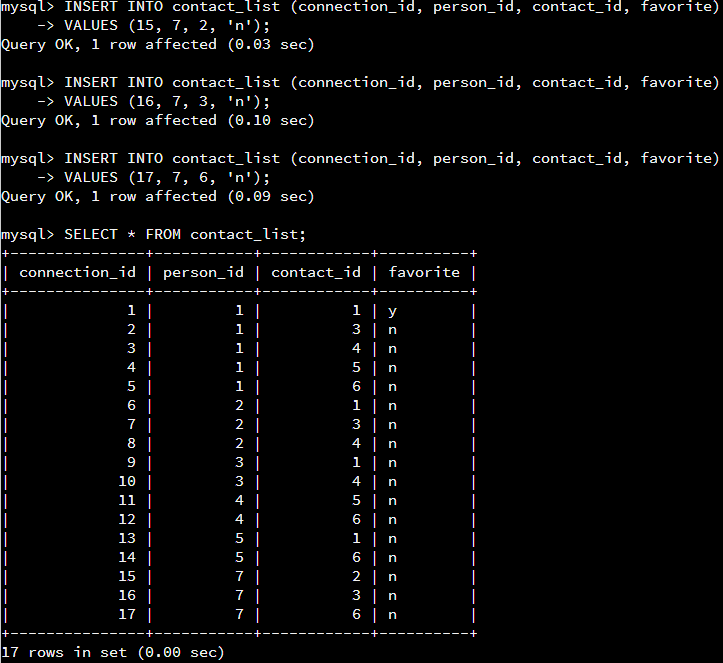 mysql> INSERT INTO contact_list (connection_id, person_id, contact_id, favorite)
    -> VALUES (15, 7, 2, 'n');
Query OK, 1 row affected (0.03 sec)

mysql> INSERT INTO contact_list (connection_id, person_id, contact_id, favorite)
    -> VALUES (16, 7, 3, 'n');
Query OK, 1 row affected (0.10 sec)

mysql> INSERT INTO contact_list (connection_id, person_id, contact_id, favorite)
    -> VALUES (17, 7, 6, 'n');
Query OK, 1 row affected (0.09 sec)

mysql> SELECT * FROM contact_list;
+---------------+-----------+------------+----------+
| connection_id | person_id | contact_id | favorite |
+---------------+-----------+------------+----------+
|             1 |         1 |          1 | y        |
|             2 |         1 |          3 | n        |
|             3 |         1 |          4 | n        |
|             4 |         1 |          5 | n        |
|             5 |         1 |          6 | n        |
|             6 |         2 |          1 | n        |
|             7 |         2 |          3 | n        |
|             8 |         2 |          4 | n        |
|             9 |         3 |          1 | n        |
|            10 |         3 |          4 | n        |
|            11 |         4 |          5 | n        |
|            12 |         4 |          6 | n        |
|            13 |         5 |          1 | n        |
|            14 |         5 |          6 | n        |
|            15 |         7 |          2 | n        |
|            16 |         7 |          3 | n        |
|            17 |         7 |          6 | n        |
+---------------+-----------+------------+----------+
17 rows in set (0.00 sec)